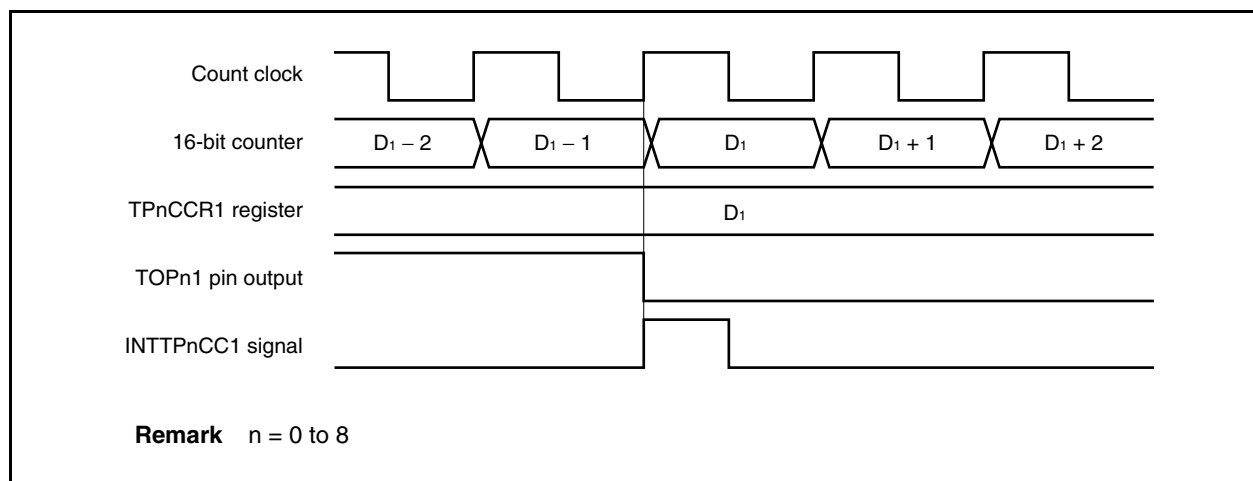 Count clock
16-bit counter
D₁ – 2
D₁ – 1
D₁
D₁ + 1
D₁ + 2
TPnCCR1 register
D₁
TOPn1 pin output
INTTPnCC1 signal
Remark n = 0 to 8